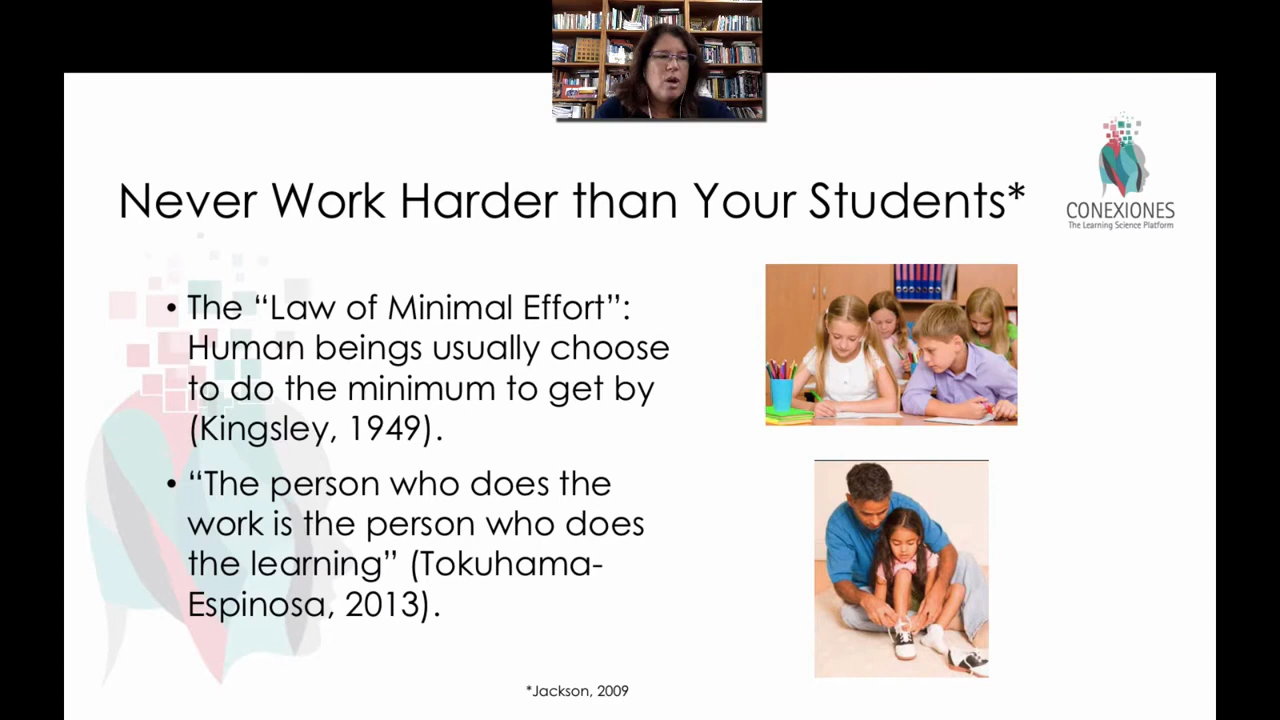 Never Work Harder than Your Students*
CONEXIONES
The Learning Science Platform
• The “Law of Minimal Effort”:
Human beings usually choose
to do the minimum to get by
(Kingsley, 1949).
• “The person who does the
work is the person who does
the learning” (Tokuhama-
Espinosa, 2013).
*Jackson, 2009